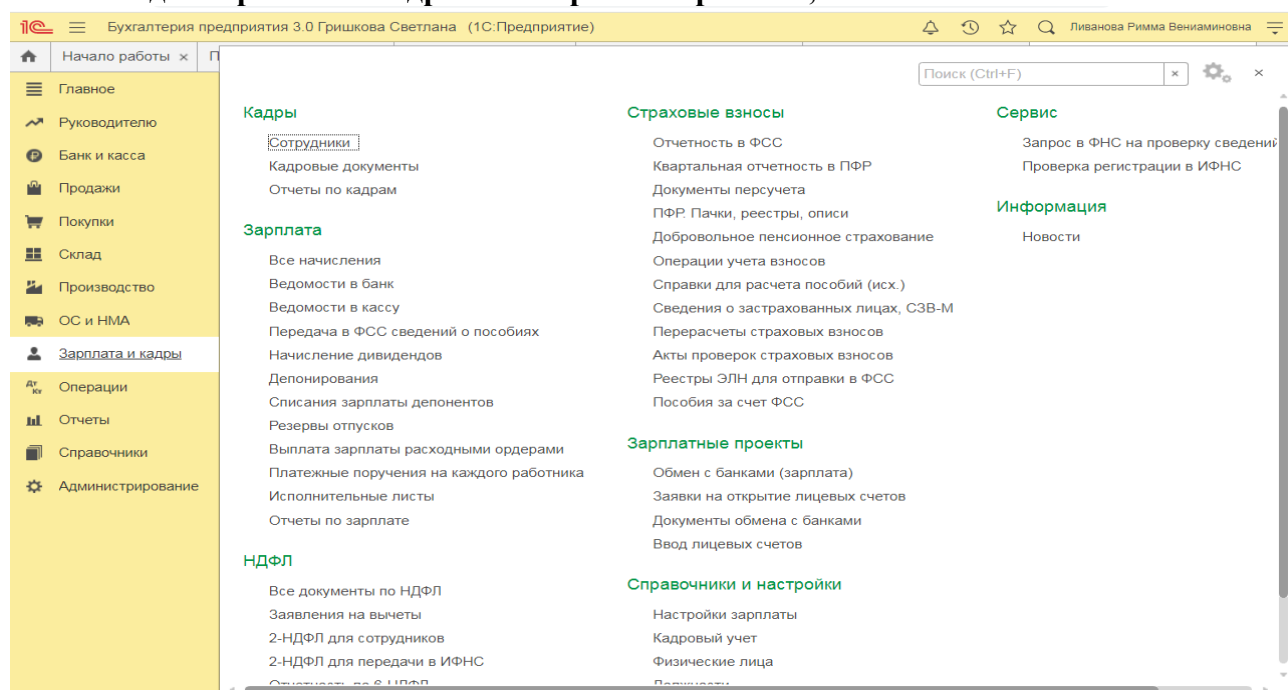 1С Бухгалтерия предприятия 3.0 Гришкова Светлана (1С:Предприятие) Ливанова Римма Вениаминовна
Начало работы × П
Поиск (Ctrl+F) × ×
Главное
Руководителю
Банк и касса
Продажи
Покупки
Склад
Производство
ОС и НМА
Зарплата и кадры
Дт Кт Операции
Отчеты
Справочники
Администрирование
Кадры
Сотрудники
Кадровые документы
Отчеты по кадрам
Зарплата
Все начисления
Ведомости в банк
Ведомости в кассу
Передача в ФСС сведений о пособиях
Начисление дивидендов
Депонирования
Списания зарплаты депонентов
Резервы отпусков
Выплата зарплаты расходными ордерами
Платежные поручения на каждого работника
Исполнительные листы
Отчеты по зарплате
НДФЛ
Все документы по НДФЛ
Заявления на вычеты
2-НДФЛ для сотрудников
2-НДФЛ для передачи в ИФНС
Страховые взносы
Отчетность в ФСС
Квартальная отчетность в ПФР
Документы персучета
ПФР. Пачки, реестры, описи
Добровольное пенсионное страхование
Операции учета взносов
Справки для расчета пособий (исх.)
Сведения о застрахованных лицах, СЗВ-М
Перерасчеты страховых взносов
Акты проверок страховых взносов
Реестры ЭЛН для отправки в ФСС
Пособия за счет ФСС
Зарплатные проекты
Обмен с банками (зарплата)
Заявки на открытие лицевых счетов
Документы обмена с банками
Ввод лицевых счетов
Справочники и настройки
Настройки зарплаты
Кадровый учет
Физические лица
Сервис
Запрос в ФНС на проверку сведений
Проверка регистрации в ИФНС
Информация
Новости